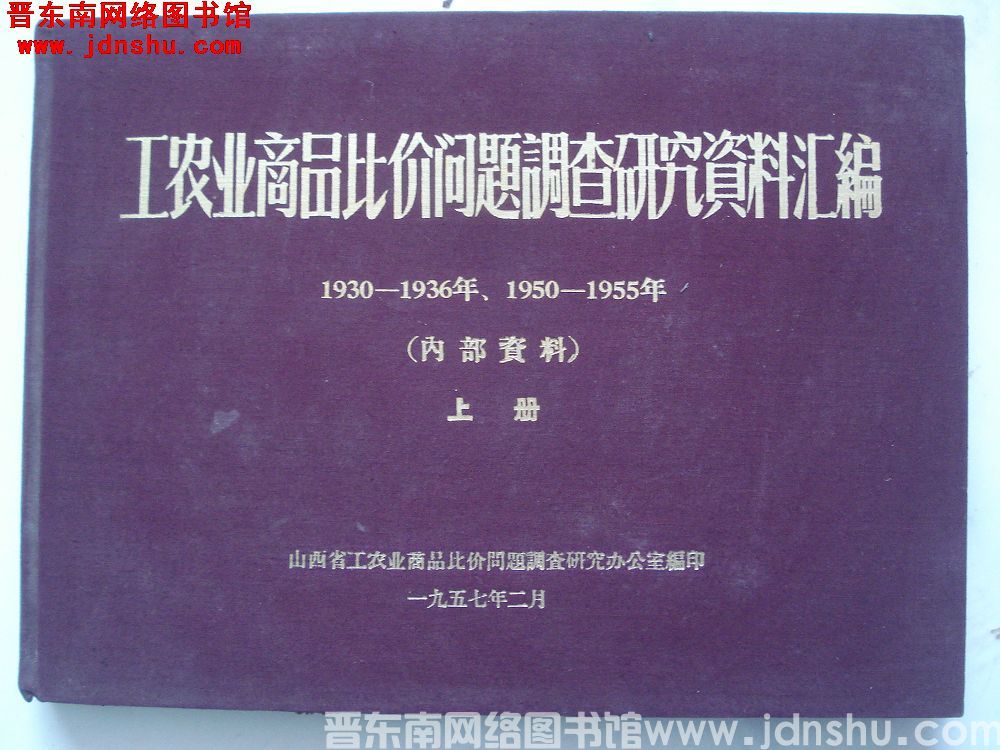 晋东南网络图书馆
www. jdnshu. com
工农业商品比价问題調查研究資料汇編
1930—1936年、1950—1955年
(內部資料)
上 册
山西省工农业商品比价問題調査研究办公室編印
一九五七年二月
晋东南网络图书馆www. jdnshu. com